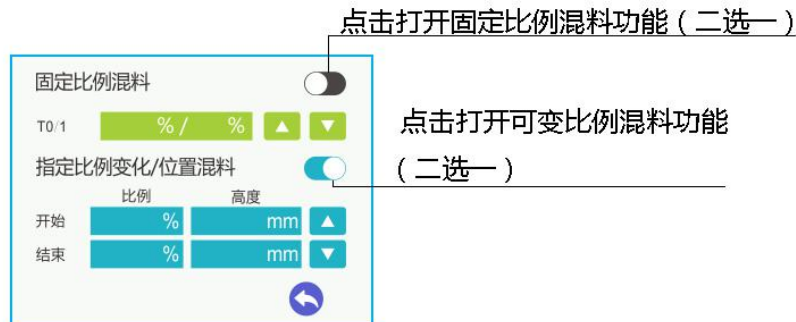 点击打开固定比例混料功能（二选一）
固定比例混料
T0/1 % / %
点击打开可变比例混料功能
（二选一）
指定比例变化/位置混料
比例 高度
开始 % mm
结束 % mm